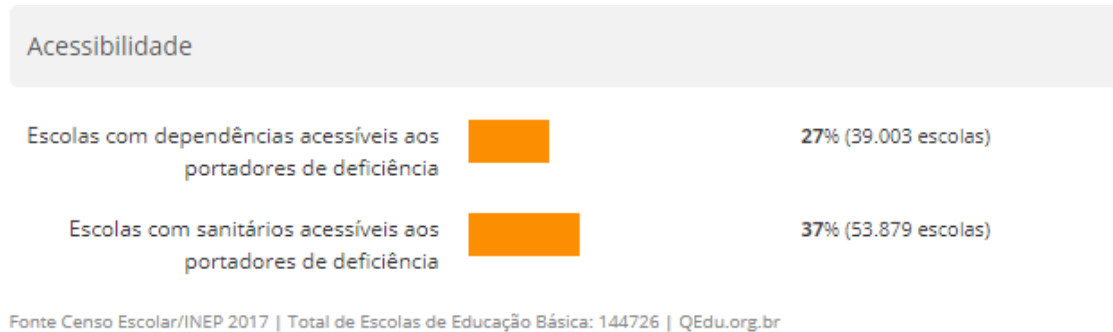 Acessibilidade
Escolas com dependências acessíveis aos
portadores de deficiência
27% (39.003 escolas)
Escolas com sanitários acessíveis aos
portadores de deficiência
37% (53.879 escolas)
Fonte Censo Escolar/INEP 2017 | Total de Escolas de Educação Básica: 144726 | QEdu.org.br